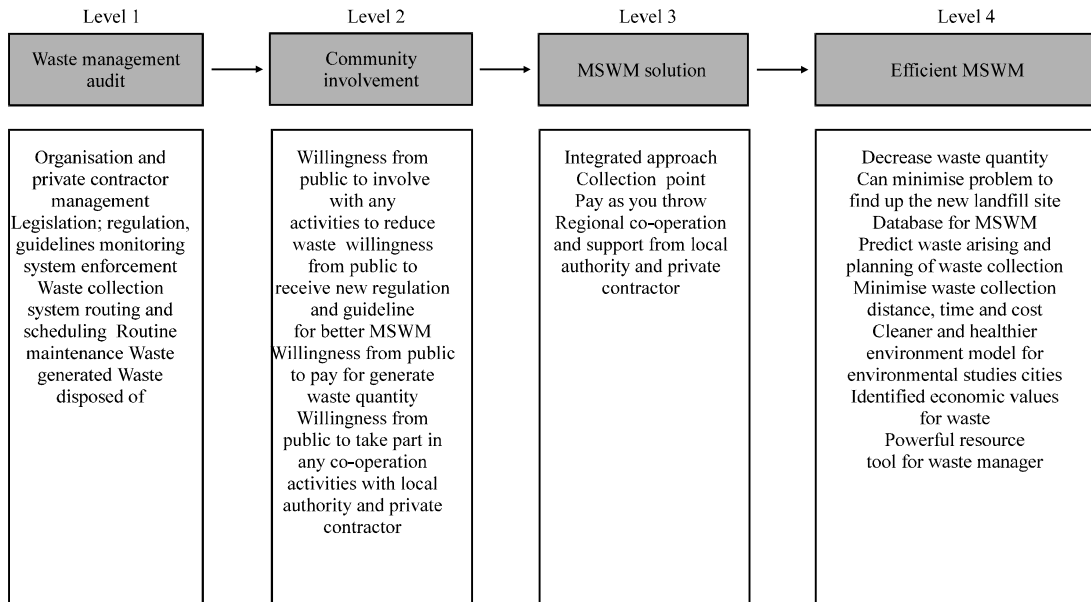 Level 1
Level 2
Level 3
Level 4
Waste management
audit
Community
involvement
MSWM solution
Efficient MSWM
Organisation and
private contractor
management
Legislation; regulation,
guidelines monitoring
system enforcement
Waste collection
system routing and
scheduling Routine
maintenance Waste
generated Waste
disposed of
Willingness from
public to involve
with any
activities to reduce
waste willingness
from public to
receive new regulation
and guideline
for better MSWM
Willingness from public
to pay for generate
waste quantity
Willingness from
public to take part in
any co-operation
activities with local
authority and private
contractor
Integrated approach
Collection point
Pay as you throw
Regional co-operation
and support from local
authority and private
contractor
Decrease waste quantity
Can minimise problem to
find up the new landfill site
Database for MSWM
Predict waste arising and
planning of waste collection
Minimise waste collection
distance, time and cost
Cleaner and healthier
environment model for
environmental studies cities
Identified economic values
for waste
Powerful resource
tool for waste manager